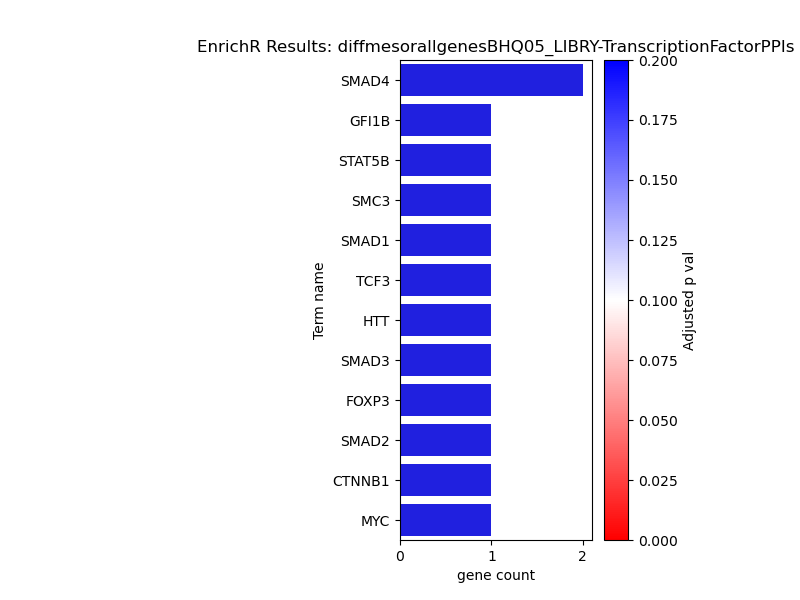 EnrichR Results: diffmesorallgenesBHQ05_LIBRY-TranscriptionFactorPPIs
SMAD4
GFI1B
STAT5B
SMC3
SMAD1
TCF3
HTT
SMAD3
FOXP3
SMAD2
CTNNB1
MYC
Term name
0 1 2
gene count
0.200
0.175
0.150
0.125
0.100
0.075
0.050
0.025
0.000
Adjusted p val